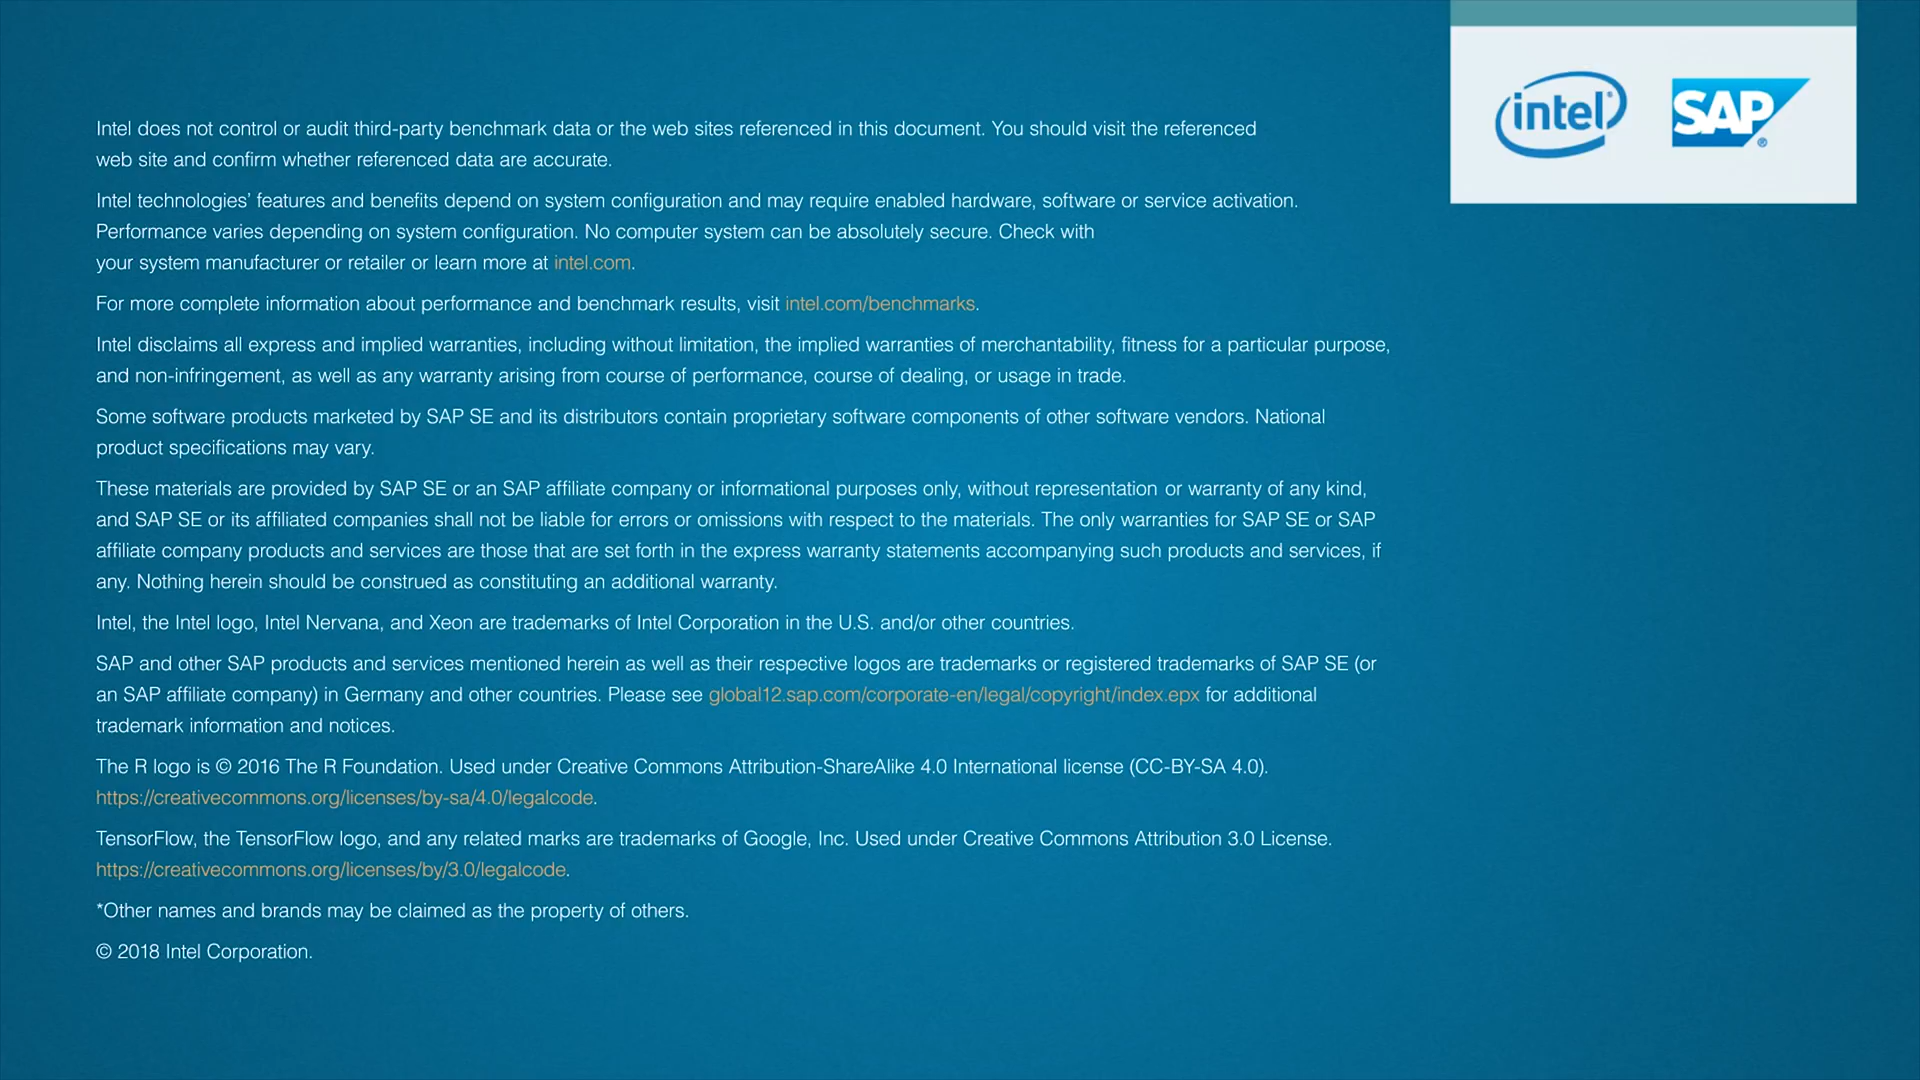 intel®
SAP®
Intel does not control or audit third-party benchmark data or the web sites referenced in this document. You should visit the referenced
web site and confirm whether referenced data are accurate.
Intel technologies’ features and benefits depend on system configuration and may require enabled hardware, software or service activation.
Performance varies depending on system configuration. No computer system can be absolutely secure. Check with
your system manufacturer or retailer or learn more at intel.com.
For more complete information about performance and benchmark results, visit intel.com/benchmarks.
Intel disclaims all express and implied warranties, including without limitation, the implied warranties of merchantability, fitness for a particular purpose,
and non-infringement, as well as any warranty arising from course of performance, course of dealing, or usage in trade.
Some software products marketed by SAP SE and its distributors contain proprietary software components of other software vendors. National
product specifications may vary.
These materials are provided by SAP SE or an SAP affiliate company or informational purposes only, without representation or warranty of any kind,
and SAP SE or its affiliated companies shall not be liable for errors or omissions with respect to the materials. The only warranties for SAP SE or SAP
affiliate company products and services are those that are set forth in the express warranty statements accompanying such products and services, if
any. Nothing herein should be construed as constituting an additional warranty.
Intel, the Intel logo, Intel Nervana, and Xeon are trademarks of Intel Corporation in the U.S. and/or other countries.
SAP and other SAP products and services mentioned herein as well as their respective logos are trademarks or registered trademarks of SAP SE (or
an SAP affiliate company) in Germany and other countries. Please see global12.sap.com/corporate-en/legal/copyright/index.epx for additional
trademark information and notices.
The R logo is © 2016 The R Foundation. Used under Creative Commons Attribution-ShareAlike 4.0 International license (CC-BY-SA 4.0).
https://creativecommons.org/licenses/by-sa/4.0/legalcode.
TensorFlow, the TensorFlow logo, and any related marks are trademarks of Google, Inc. Used under Creative Commons Attribution 3.0 License.
https://creativecommons.org/licenses/by/3.0/legalcode.
*Other names and brands may be claimed as the property of others.
© 2018 Intel Corporation.